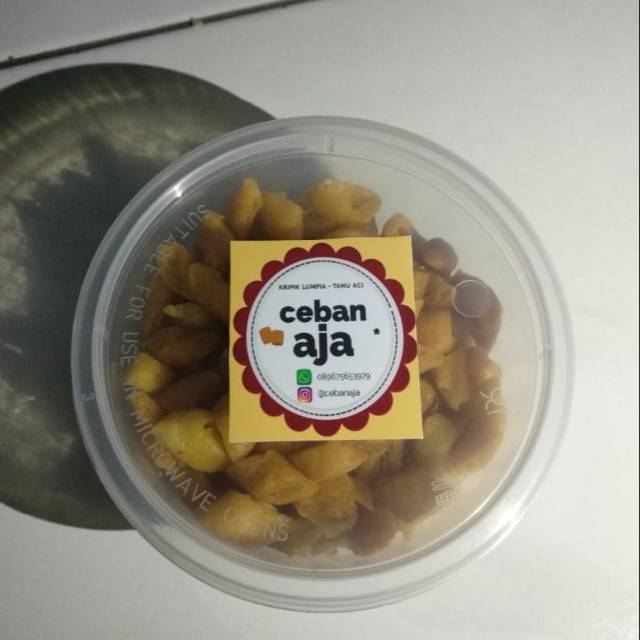 KRIPIK LUMPIA - TAHU ACI
ceban
aja
*
089675653979
@cebanaja
SUITABLE FOR USE IN MICROWAVE OVENS